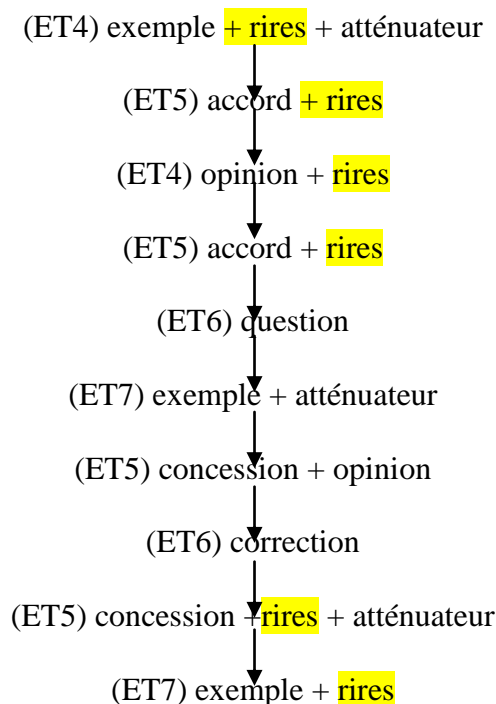 (ET4) exemple + rires + atténuateur
(ET5) accord + rires
(ET4) opinion + rires
(ET5) accord + rires
(ET6) question
(ET7) exemple + atténuateur
(ET5) concession + opinion
(ET6) correction
(ET5) concession +rires + atténuateur
(ET7) exemple + rires